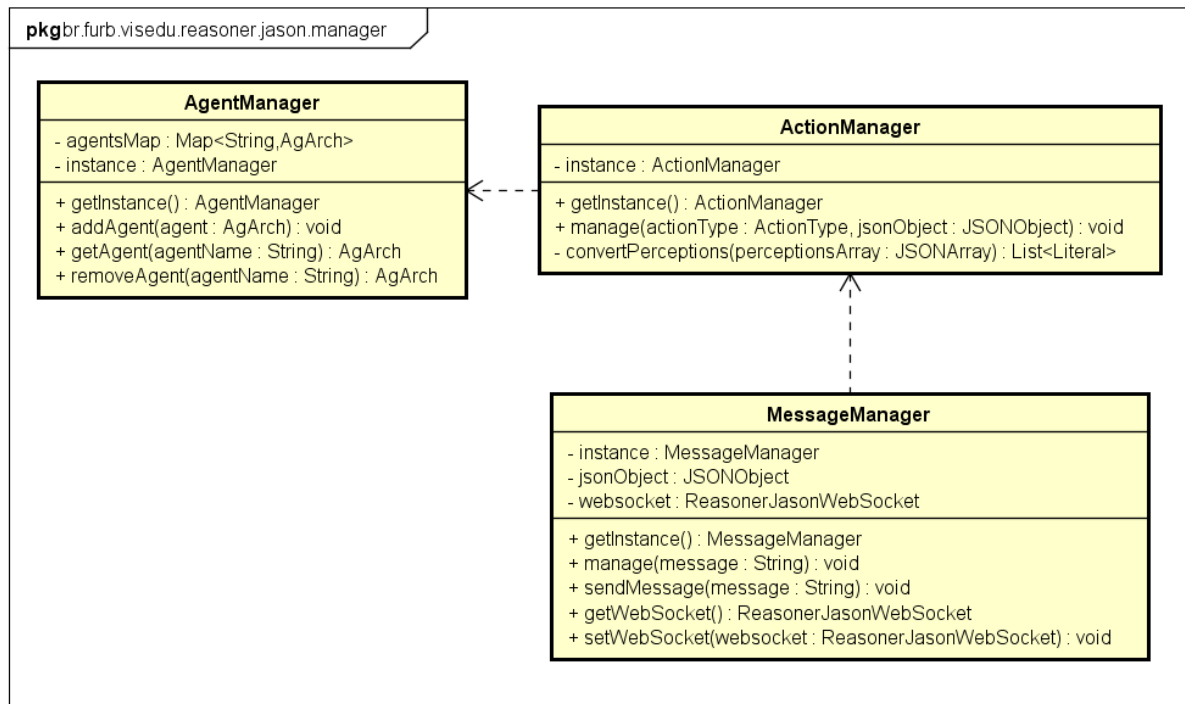 pkgbr.furb.visedu.reasoner.jason.manager
AgentManager
- agentsMap : Map<String,AgArch>
- instance : AgentManager
+ getInstance() : AgentManager
+ addAgent(agent : AgArch) : void
+ getAgent(agentName : String) : AgArch
+ removeAgent(agentName : String) : AgArch
ActionManager
- instance : ActionManager
+ getInstance() : ActionManager
+ manage(actionType : ActionType, jsonObject : JSONObject) : void
- convertPerceptions(perceptionsArray : JSONArray) : List<Literal>
MessageManager
- instance : MessageManager
- jsonObject : JSONObject
- websocket : ReasonerJasonWebSocket
+ getInstance() : MessageManager
+ manage(message : String) : void
+ sendMessage(message : String) : void
+ getWebSocket() : ReasonerJasonWebSocket
+ setWebSocket(websocket : ReasonerJasonWebSocket) : void